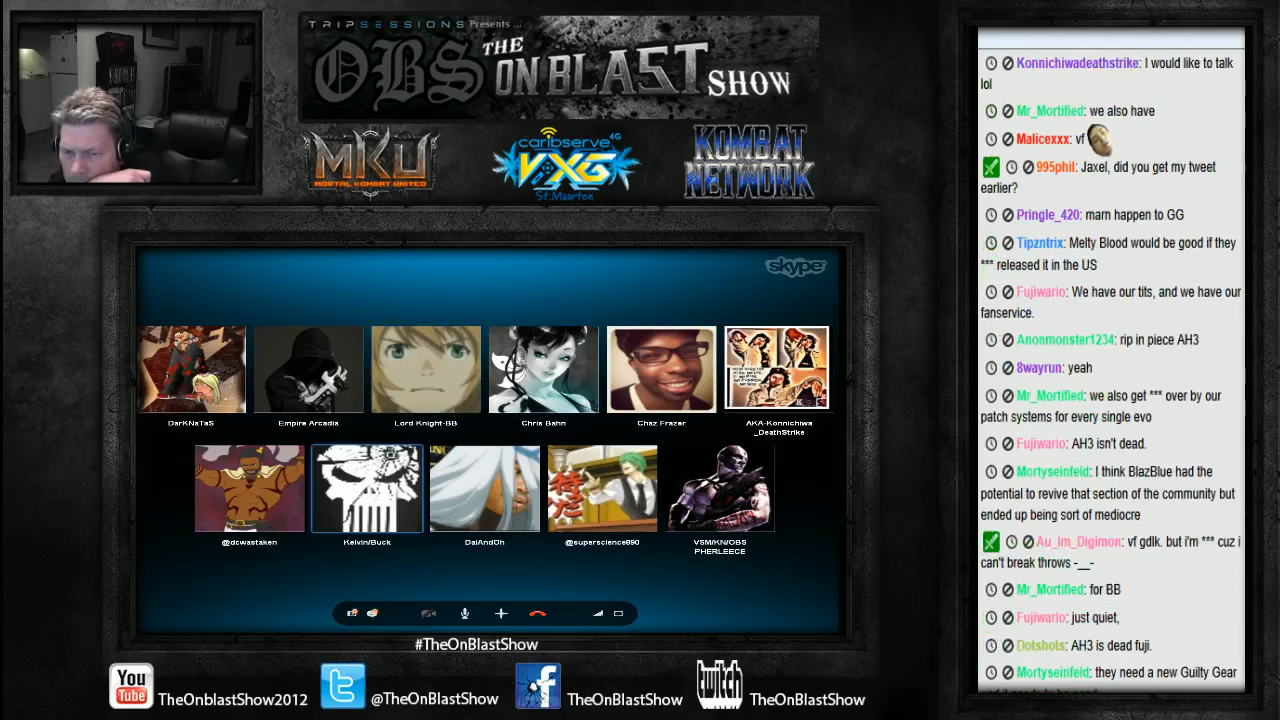 TRIPSESSIONS Presents ...
OBS THE ON BLAST SHOW
MKU
MORTAL KOMBAT UNITED
caribserve 4G
VXG
St.Maarten
KOMBAT
NETWORK
skype
DarKNaTaS
Empire Arcadia
Lord Knight-BB
Chris Bahn
Chaz Frazer
AKA-Konnichiwa
_DeathStrike
@dcwastaken
Kelvin/Buck
DaiAndOh
@superscience890
VSM/KN/OBS
PHERLEECE
#TheOnBlastShow
You
Tube
TheOnblastShow2012
@TheOnBlastShow
TheOnBlastShow
twitch
TheOnBlastShow
Konnichiwadeathstrike: I would like to talk
lol
Mr_Mortified: we also have
Malicexxx: vf
995phil: Jaxel, did you get my tweet
earlier?
Pringle_420: marn happen to GG
Tipzntrix: Melty Blood would be good if they
*** released it in the US
Fujiwario: We have our tits, and we have our
fanservice.
Anonmonster1234: rip in piece AH3
8wayrun: yeah
Mr_Mortified: we also get *** over by our
patch systems for every single evo
Fujiwario: AH3 isn't dead.
Mortyseinfeld: I think BlazBlue had the
potential to revive that section of the community but
ended up being sort of mediocre
Au_Im_Digimon: vf gdlk. but i'm *** cuz i
can't break throws -__-
Mr_Mortified: for BB
Fujiwario: just quiet,
Dotshots: AH3 is dead fuji.
Mortyseinfeld: they need a new Guilty Gear